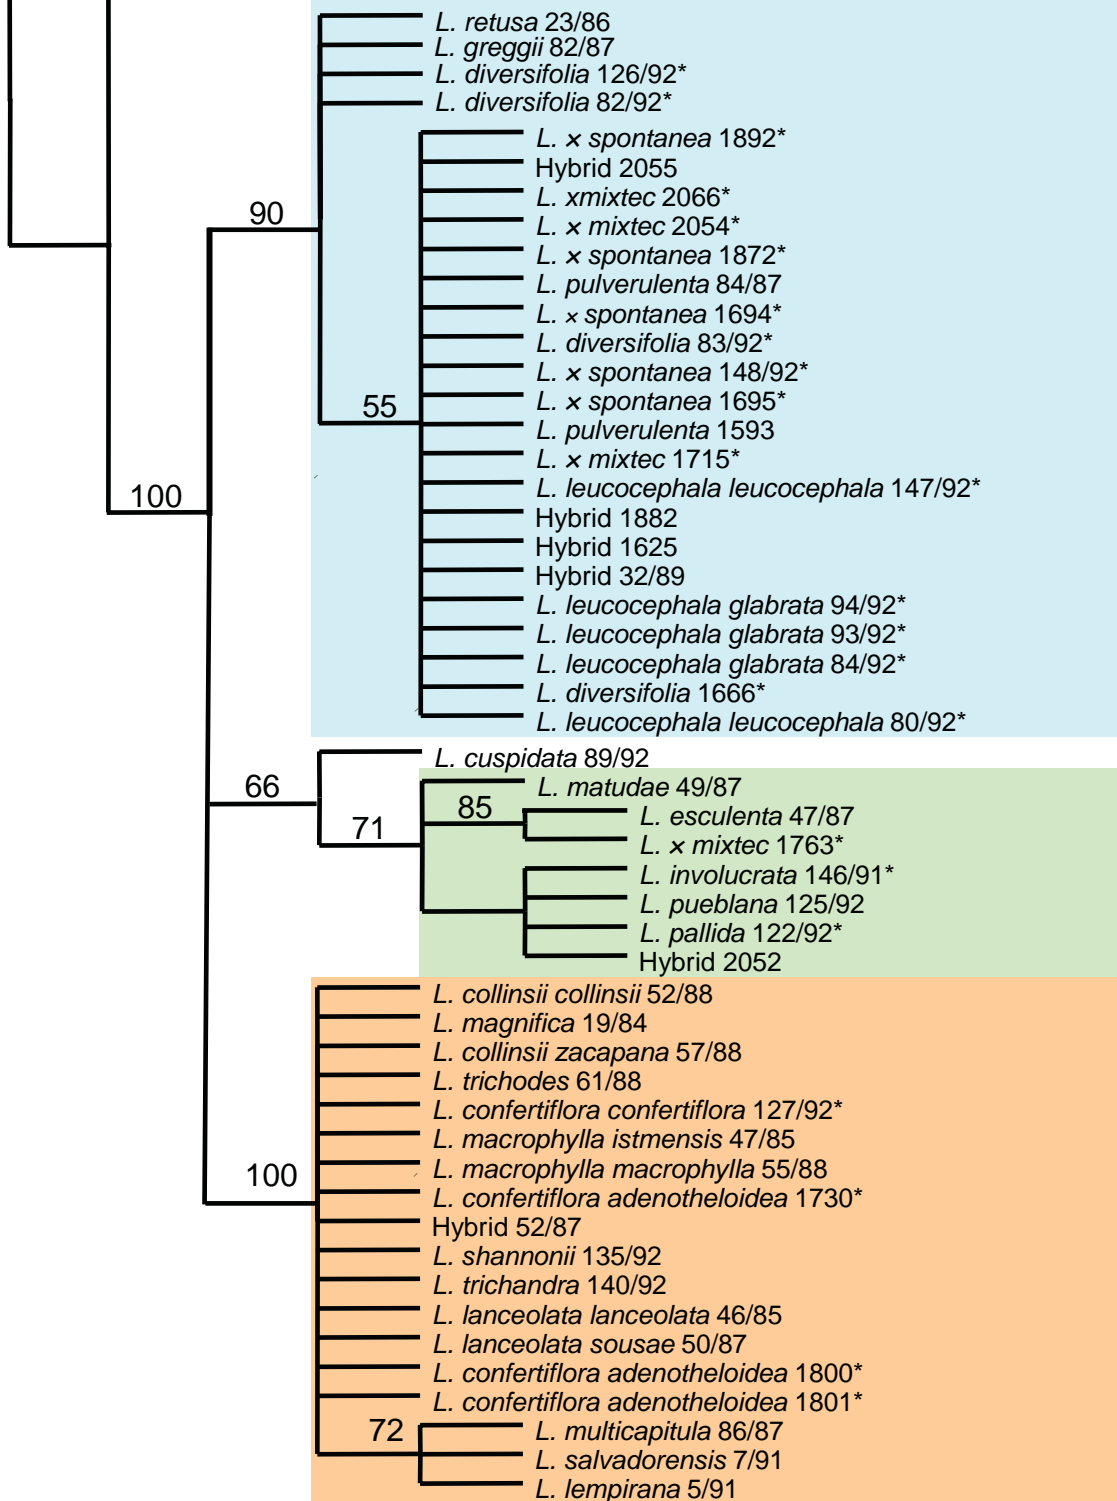 L. retusa 23/86
L. greggii 82/87
L. diversifolia 126/92*
L. diversifolia 82/92*
L. × spontanea 1892*
Hybrid 2055
L. xmixtec 2066*
90
L. × mixtec 2054*
L. × spontanea 1872*
L. pulverulenta 84/87
L. × spontanea 1694*
L. diversifolia 83/92*
L. × spontanea 148/92*
55
L. × spontanea 1695*
L. pulverulenta 1593
L. × mixtec 1715*
100
L. leucocephala leucocephala 147/92*
Hybrid 1882
Hybrid 1625
Hybrid 32/89
L. leucocephala glabrata 94/92*
L. leucocephala glabrata 93/92*
L. leucocephala glabrata 84/92*
L. diversifolia 1666*
L. leucocephala leucocephala 80/92*
L. cuspidata 89/92
66
L. matudae 49/87
85
L. esculenta 47/87
71
L. × mixtec 1763*
L. involucrata 146/91*
L. pueblana 125/92
L. pallida 122/92*
Hybrid 2052
L. collinsii collinsii 52/88
L. magnifica 19/84
L. collinsii zacapana 57/88
L. trichodes 61/88
L. confertiflora confertiflora 127/92*
L. macrophylla istmensis 47/85
L. macrophylla macrophylla 55/88
100
L. confertiflora adenotheloidea 1730*
Hybrid 52/87
L. shannonii 135/92
L. trichandra 140/92
L. lanceolata lanceolata 46/85
L. lanceolata sousae 50/87
L. confertiflora adenotheloidea 1800*
L. confertiflora adenotheloidea 1801*
72
L. multicapitula 86/87
L. salvadorensis 7/91
L. lempirana 5/91